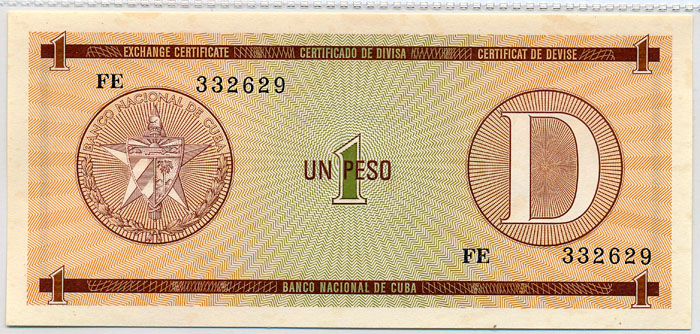 1 EXCHANGE CERTIFICATE CERTIFICADO DE DIVISA CERTIFICAT DE DEVISE 1
FE 332629
BANCO NACIONAL DE CUBA
UN 1 PESO
D
FE 332629
1 BANCO NACIONAL DE CUBA 1